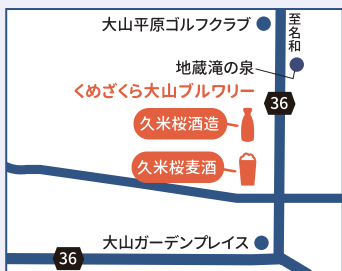 大山平原ゴルフクラブ
至名和
地蔵滝の泉
くめざくら大山ブルワリー
36
久米桜酒造
久米桜麦酒
大山ガーデンプレイス
36